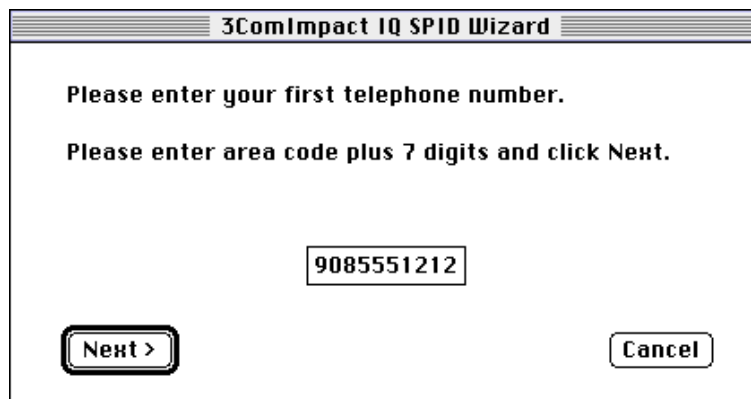 3ComImpact IQ SPID Wizard
Please enter your first telephone number.
Please enter area code plus 7 digits and click Next.
9085551212
Next >
Cancel